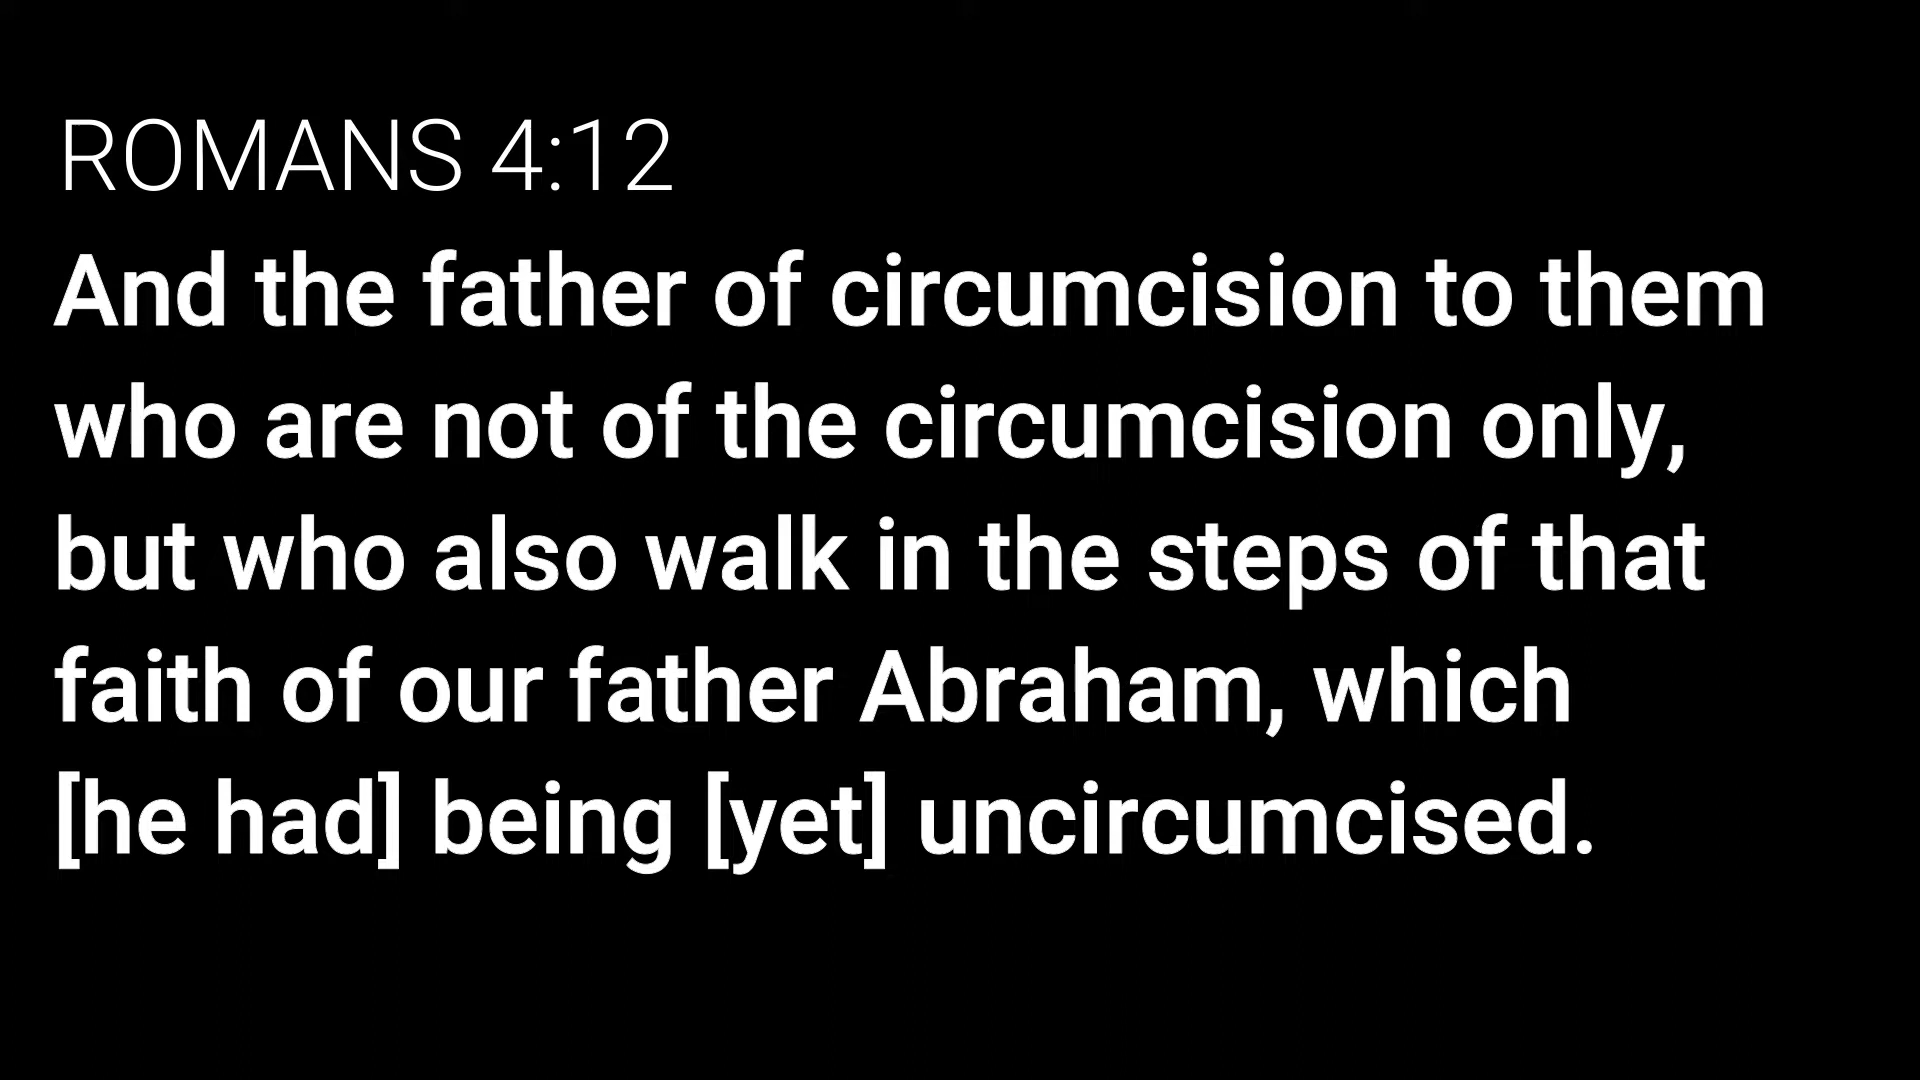 ROMANS 4:12
And the father of circumcision to them
who are not of the circumcision only,
but who also walk in the steps of that
faith of our father Abraham, which
[he had] being [yet] uncircumcised.